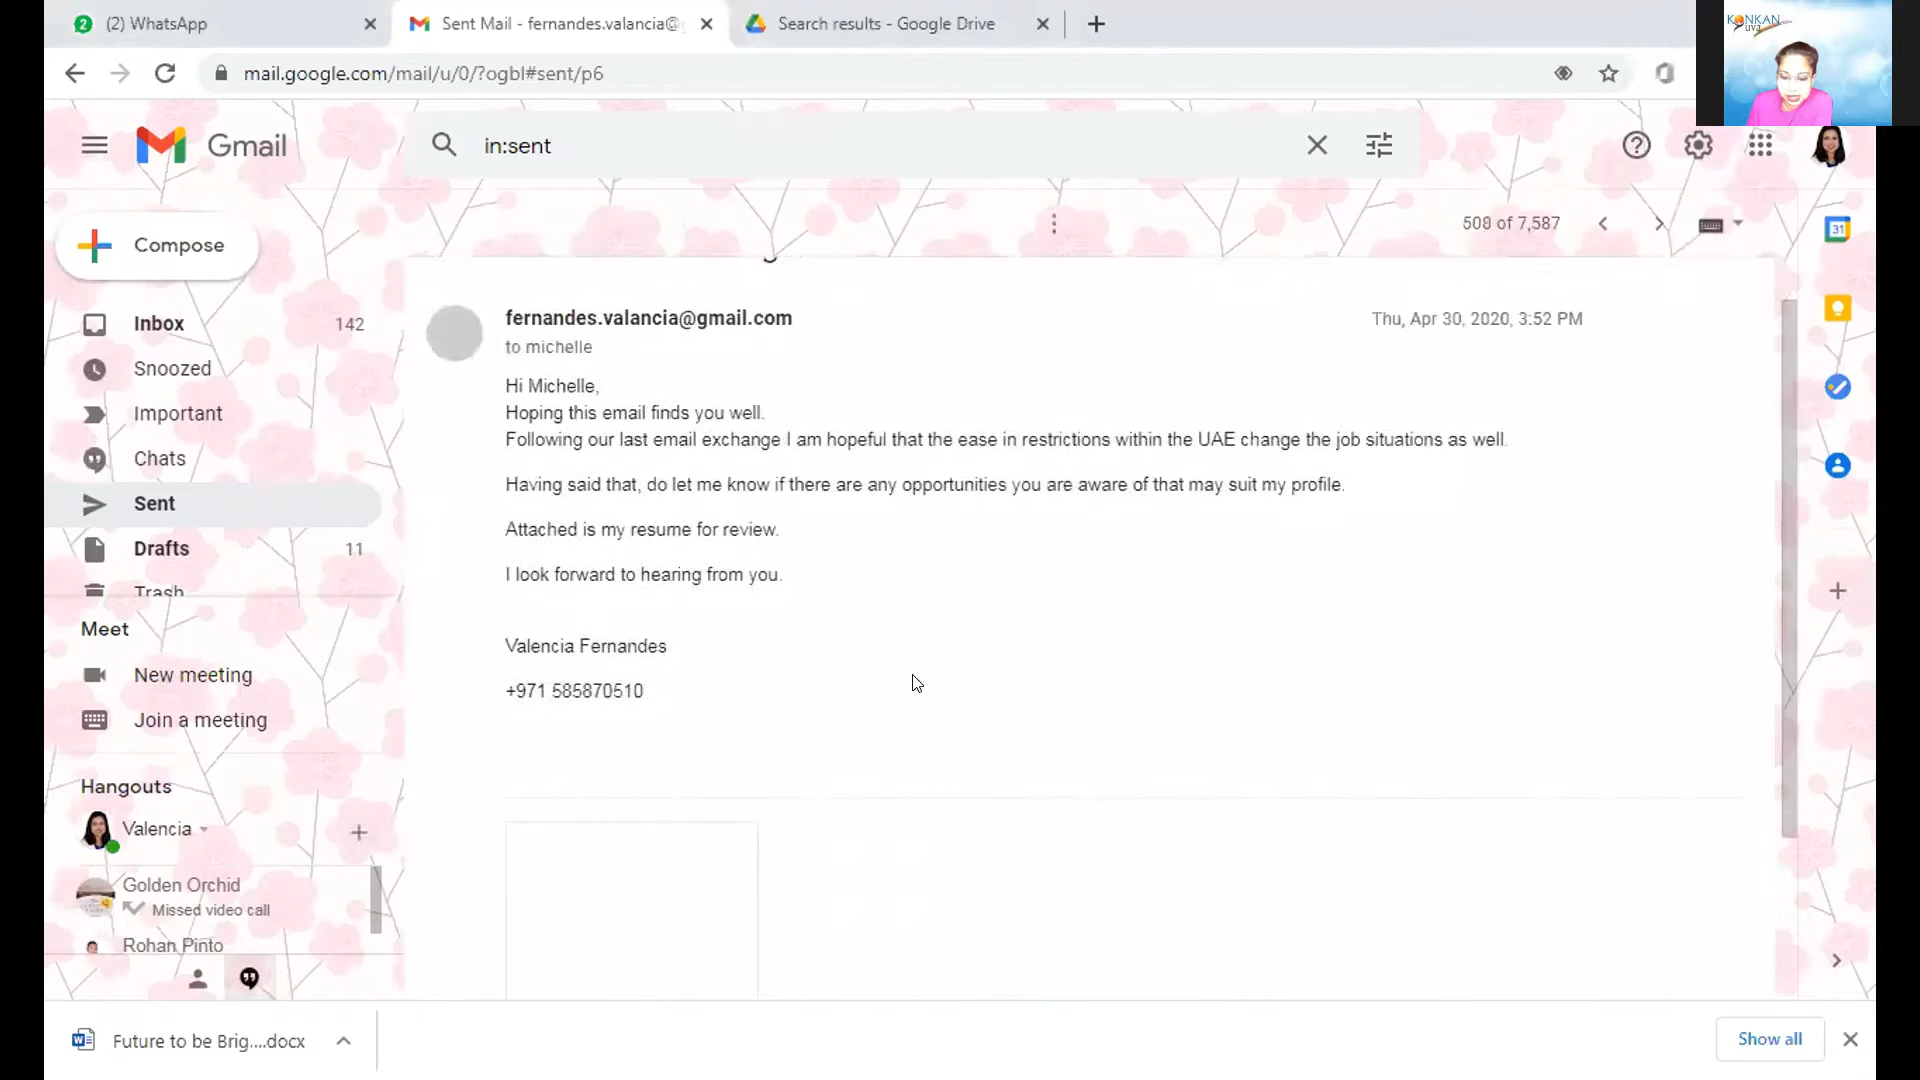 (2) WhatsApp
Sent Mail - fernandes.valancia@g
Search results - Google Drive
KONKAN
uva
mail.google.com/mail/u/0/?ogbl#sent/p6
Gmail
in:sent
508 of 7,587
31
Compose
Inbox 142
Snoozed
Important
Chats
Sent
Drafts 11
Trash
Meet
New meeting
Join a meeting
Hangouts
Valencia
Golden Orchid
Missed video call
Rohan Pinto
fernandes.valancia@gmail.com
Thu, Apr 30, 2020, 3:52 PM
to michelle
Hi Michelle,
Hoping this email finds you well.
Following our last email exchange I am hopeful that the ease in restrictions within the UAE change the job situations as well.
Having said that, do let me know if there are any opportunities you are aware of that may suit my profile.
Attached is my resume for review.
I look forward to hearing from you.
Valencia Fernandes
+971 585870510
Future to be Brig....docx
Show all